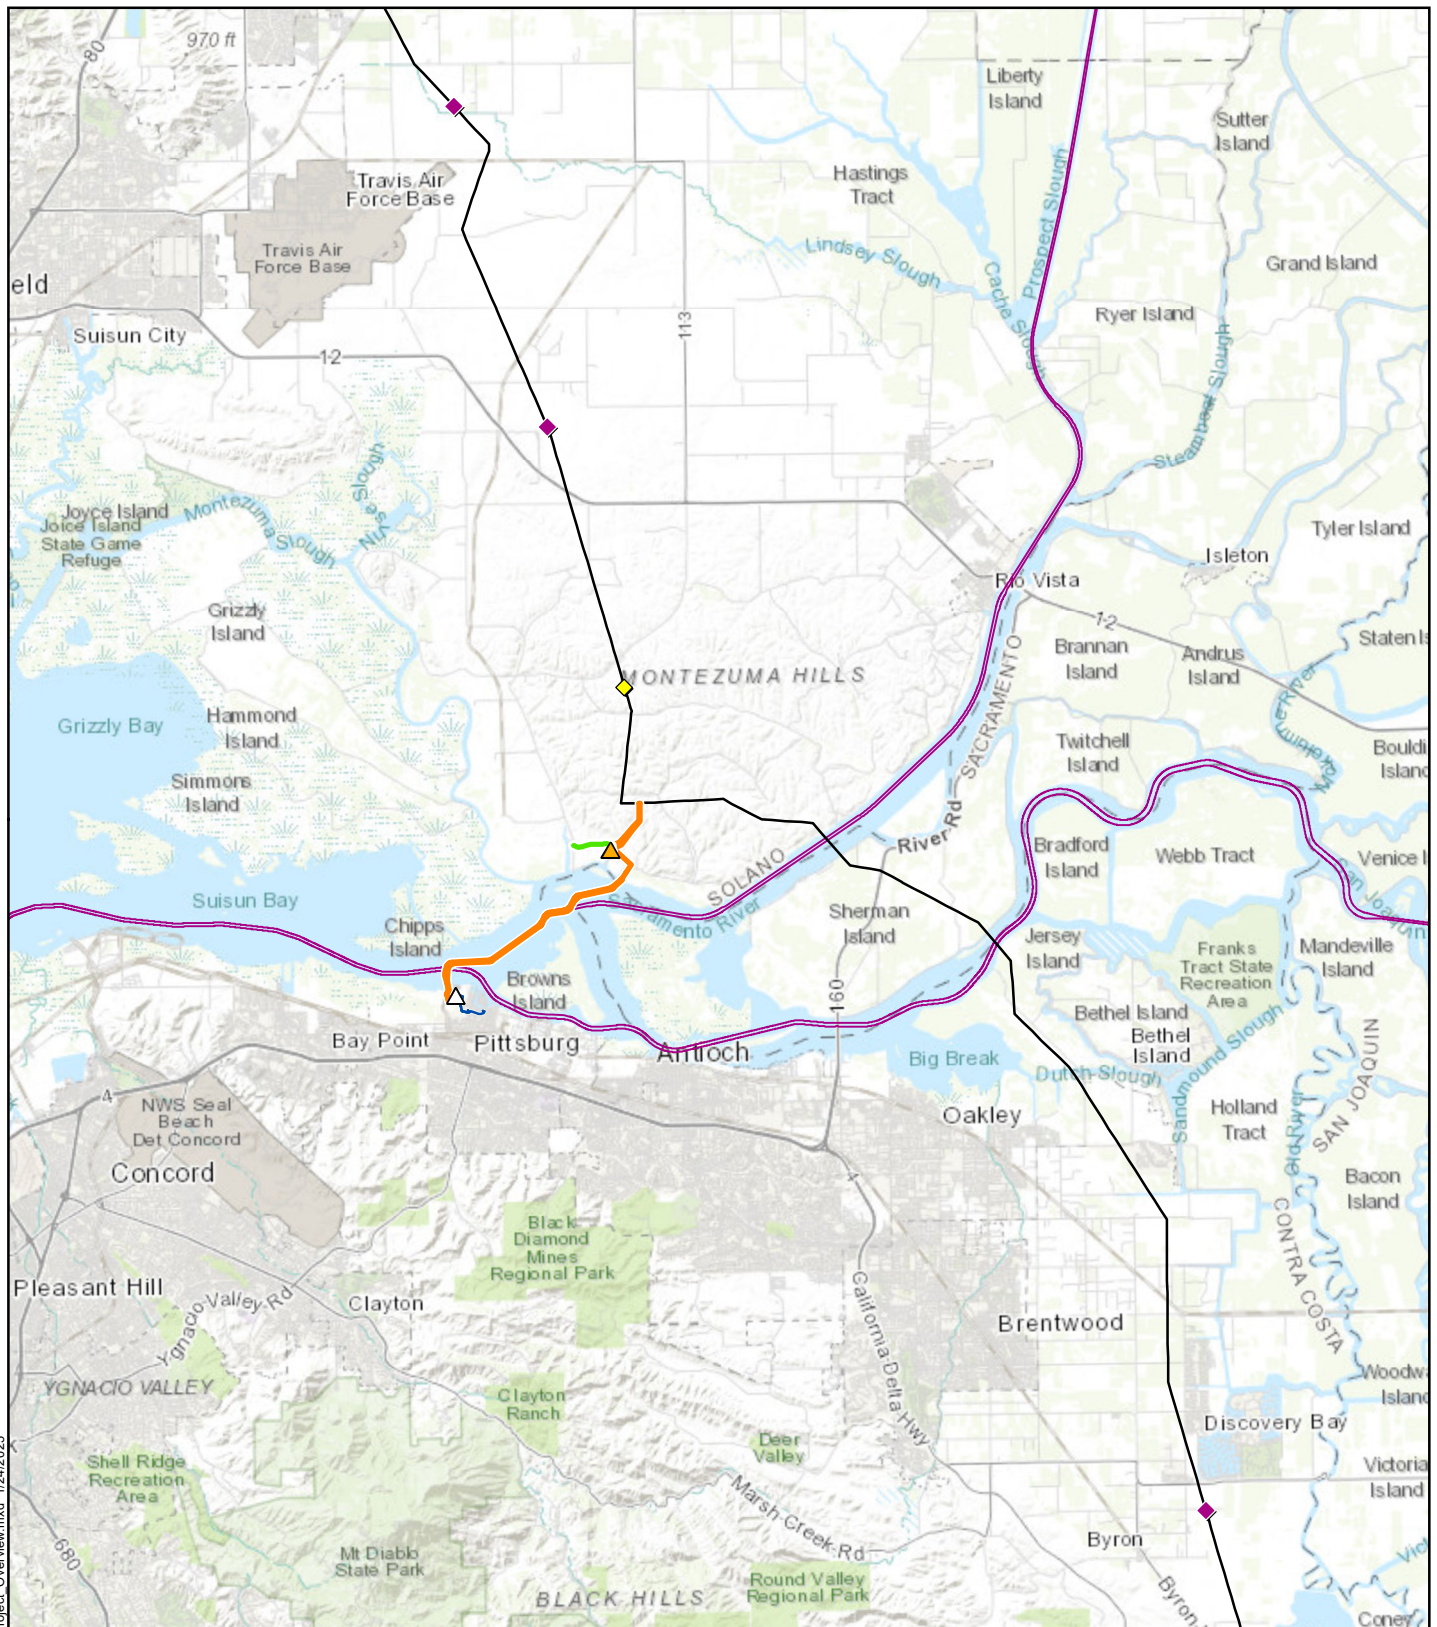 970 ft
80
Liberty
Island
Sutter
Island
Travis Air
Force Base
Hastings
Tract
Prospect Slough
Travis Air
Force Base
Lindsey Slough
Grand Island
eld
Cache Slough
Ryer Island
113
Suisun City
12
Steamboat Slough
Nurse Slough
Joyce Island
Joice Island
State Game
Refuge
Montezuma Slough
Tyler Island
Isleton
Rio Vista
Grizzly
Island
12
Brannan
Island
Andrus
Island
Staten Is
MONTEZUMA HILLS
SACRAMENTO
Grizzly Bay
Hammond
Island
Mokelumne River
Twitchell
Island
Bouldi
Island
Simmons
Island
River Rd
Bradford
Island
Webb Tract
Venice I
SOLANO
San Joaquin
Suisun Bay
Sacramento River
Chipps
Island
Sherman
Island
Jersey
Island
Franks
Tract State
Recreation
Area
Mandeville
Island
Browns
Island
160
Bethel Island
Bethel
Island
Bay Point
Pittsburg
Antioch
Big Break
Dutch Slough
Sandmound Slough
SAN JOAQUIN
4
NWS Seal
Beach
Det Concord
Oakley
Holland
Tract
Old River
Concord
4
Bacon
Island
Black
Diamond
Mines
Regional Park
CONTRA COSTA
Pleasant Hill
Ygnacio Valley Rd
Clayton
California Delta Hwy
Brentwood
YGNACIO VALLEY
Clayton
Ranch
Woodwa
Island
Discovery Bay
Deer
Valley
Shell Ridge
Recreation
Area
Victoria
Island
Marsh Creek Rd
680
Mt Diablo
State Park
Byron
Vict
BLACK HILLS
Round Valley
Regional Park
Byron
Coney